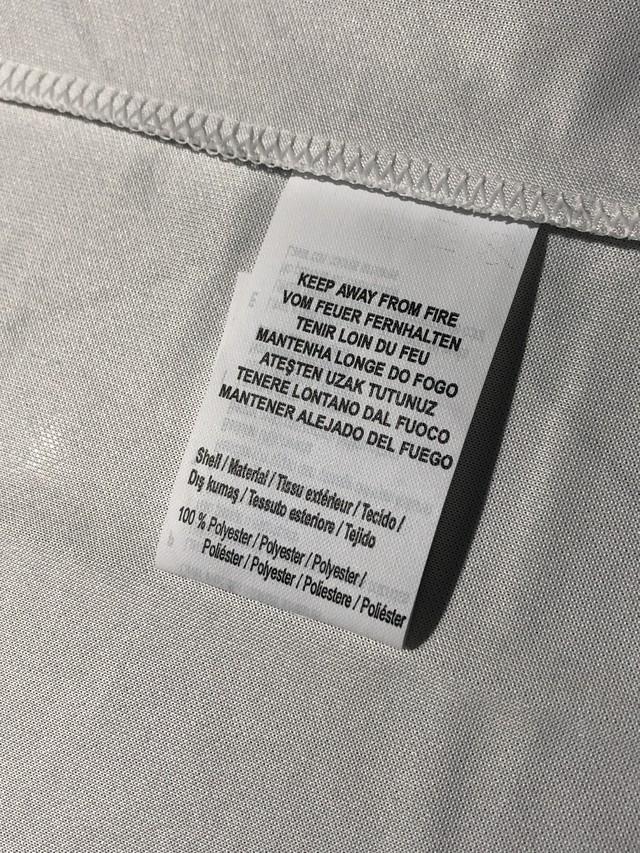 KEEP AWAY FROM FIRE
VOM FEUER FERNHALTEN
TENIR LOIN DU FEU
MANTENHA LONGE DO FOGO
ATEŞTEN UZAK TUTUNUZ
TENERE LONTANO DAL FUOCO
MANTENER ALEJADO DEL FUEGO
Shell / Material / Tissu extérieur / Tecido /
Dış kumaş / Tessuto esteriore / Tejido
100 % Polyester / Polyester / Polyester /
Poliéster / Polyester / Poliestere / Poliéster